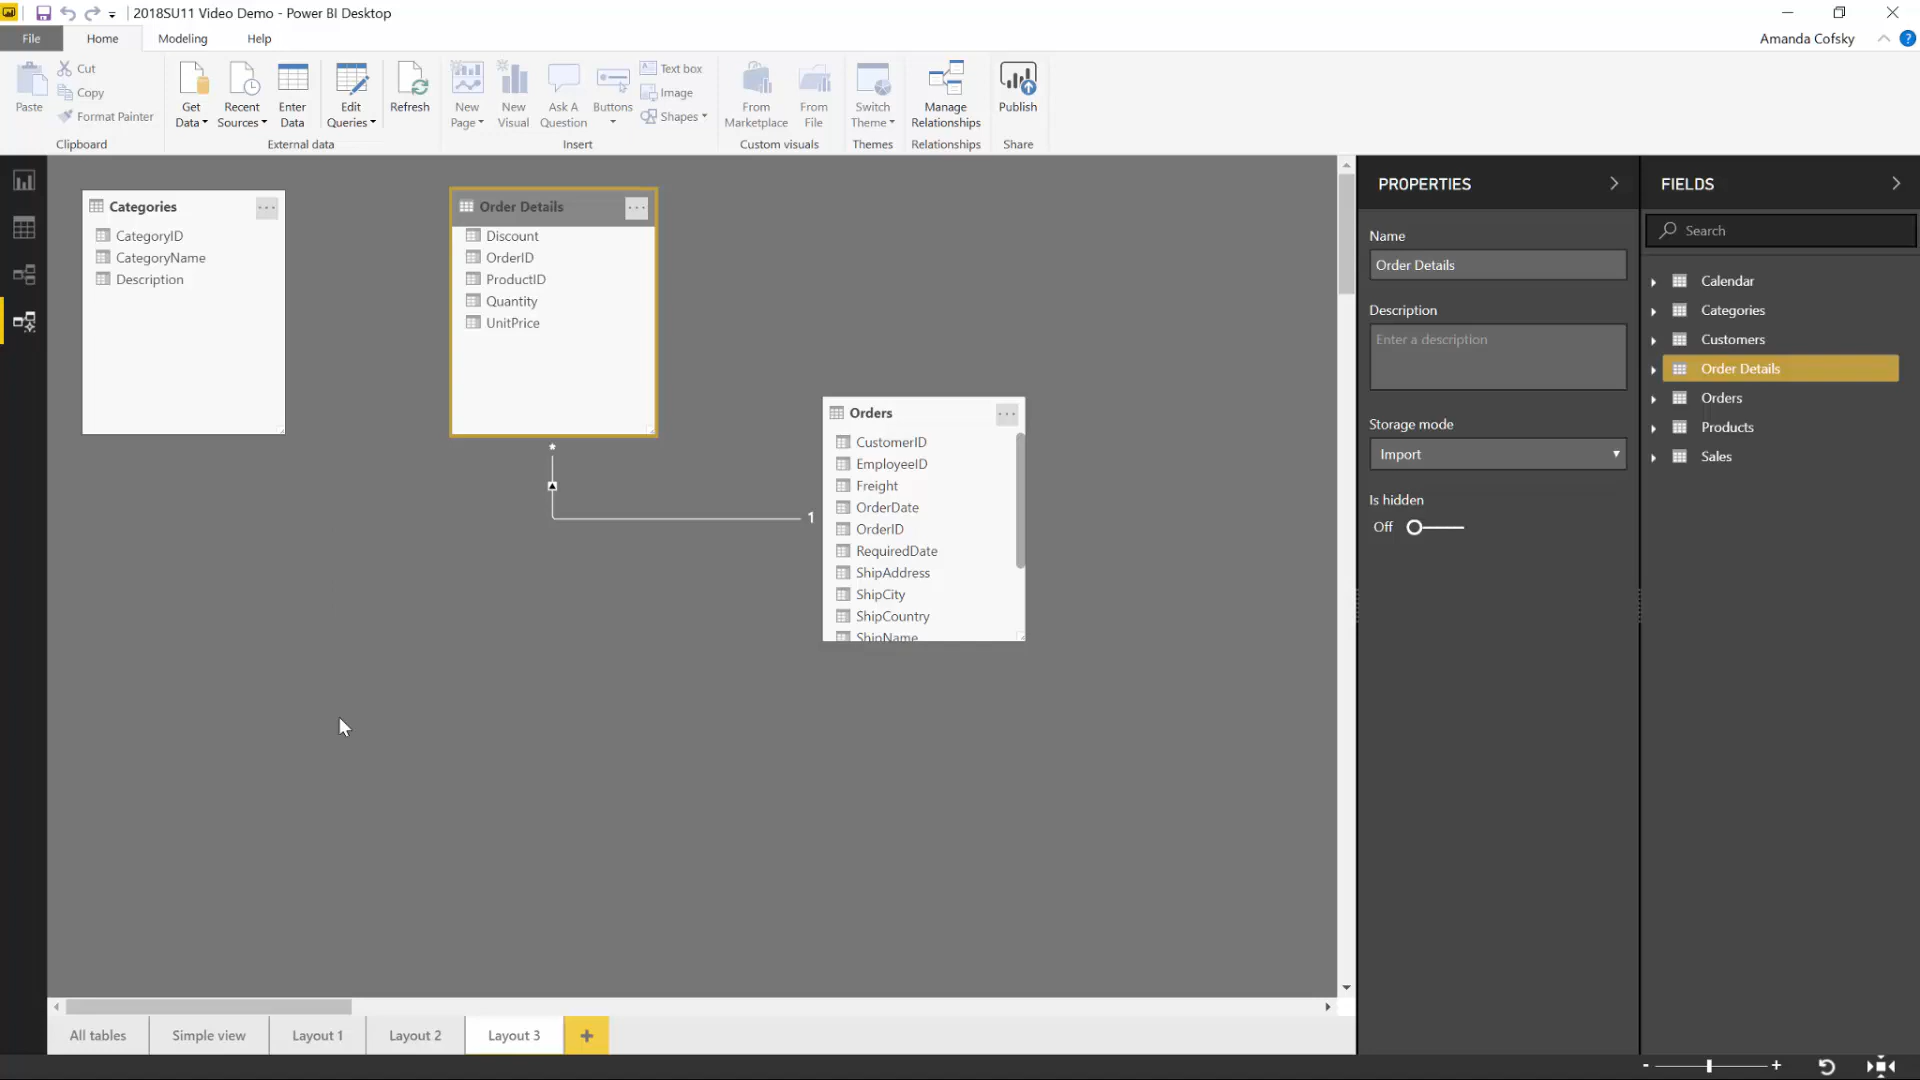 2018SU11 Video Demo - Power BI Desktop
File
Home
Modeling
Help
Amanda Cofsky
?
Paste
Cut
Copy
Format Painter
Clipboard
Get
Data
Recent
Sources
Enter
Data
Edit
Queries
Refresh
External data
New
Page
New
Visual
Ask A
Question
Buttons
Text box
Image
Shapes
Insert
From
Marketplace
From
File
Custom visuals
Switch
Theme
Themes
Manage
Relationships
Relationships
Publish
Share
Categories
...
CategoryID
CategoryName
Description
Order Details
...
Discount
OrderID
ProductID
Quantity
UnitPrice
*
1
Orders
...
CustomerID
EmployeeID
Freight
OrderDate
OrderID
RequiredDate
ShipAddress
ShipCity
ShipCountry
ShipName
PROPERTIES
Name
Order Details
Description
Enter a description
Storage mode
Import
Is hidden
Off
FIELDS
Search
Calendar
Categories
Customers
Order Details
Orders
Products
Sales
All tables
Simple view
Layout 1
Layout 2
Layout 3
+
- +